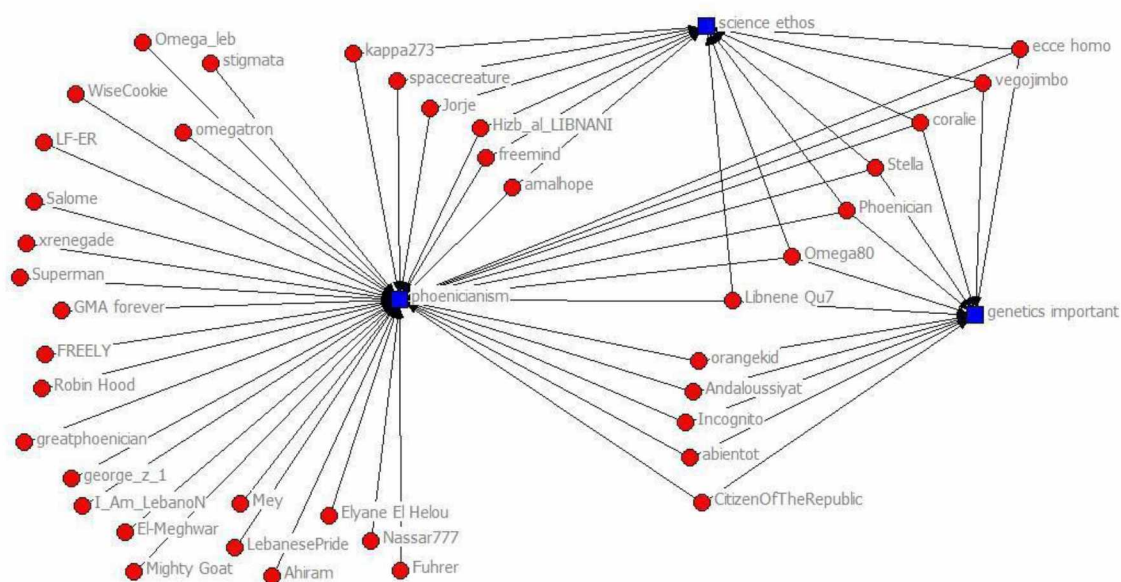 science ethos
Omega_leb
ecce homo
kappa273
stigmata
spacecreature
vegojimbo
WiseCookie
Jorje
coralie
omegatron
Hizb_al_LIBNANI
LF-ER
freemind
Stella
amalhope
Salome
Phoenician
xrenegade
Omega80
Superman
phoenicianism
Libnene Qu7
GMA forever
genetics important
FREELY
orangekid
Robin Hood
Andaloussiyat
Incognito
greatphoenician
abientot
george_z_1
CitizenOfTheRepublic
I_Am_LebanoN
Mey
Elyane El Helou
El-Meghwar
LebanesePride
Nassar777
Mighty Goat
Ahiram
Fuhrer